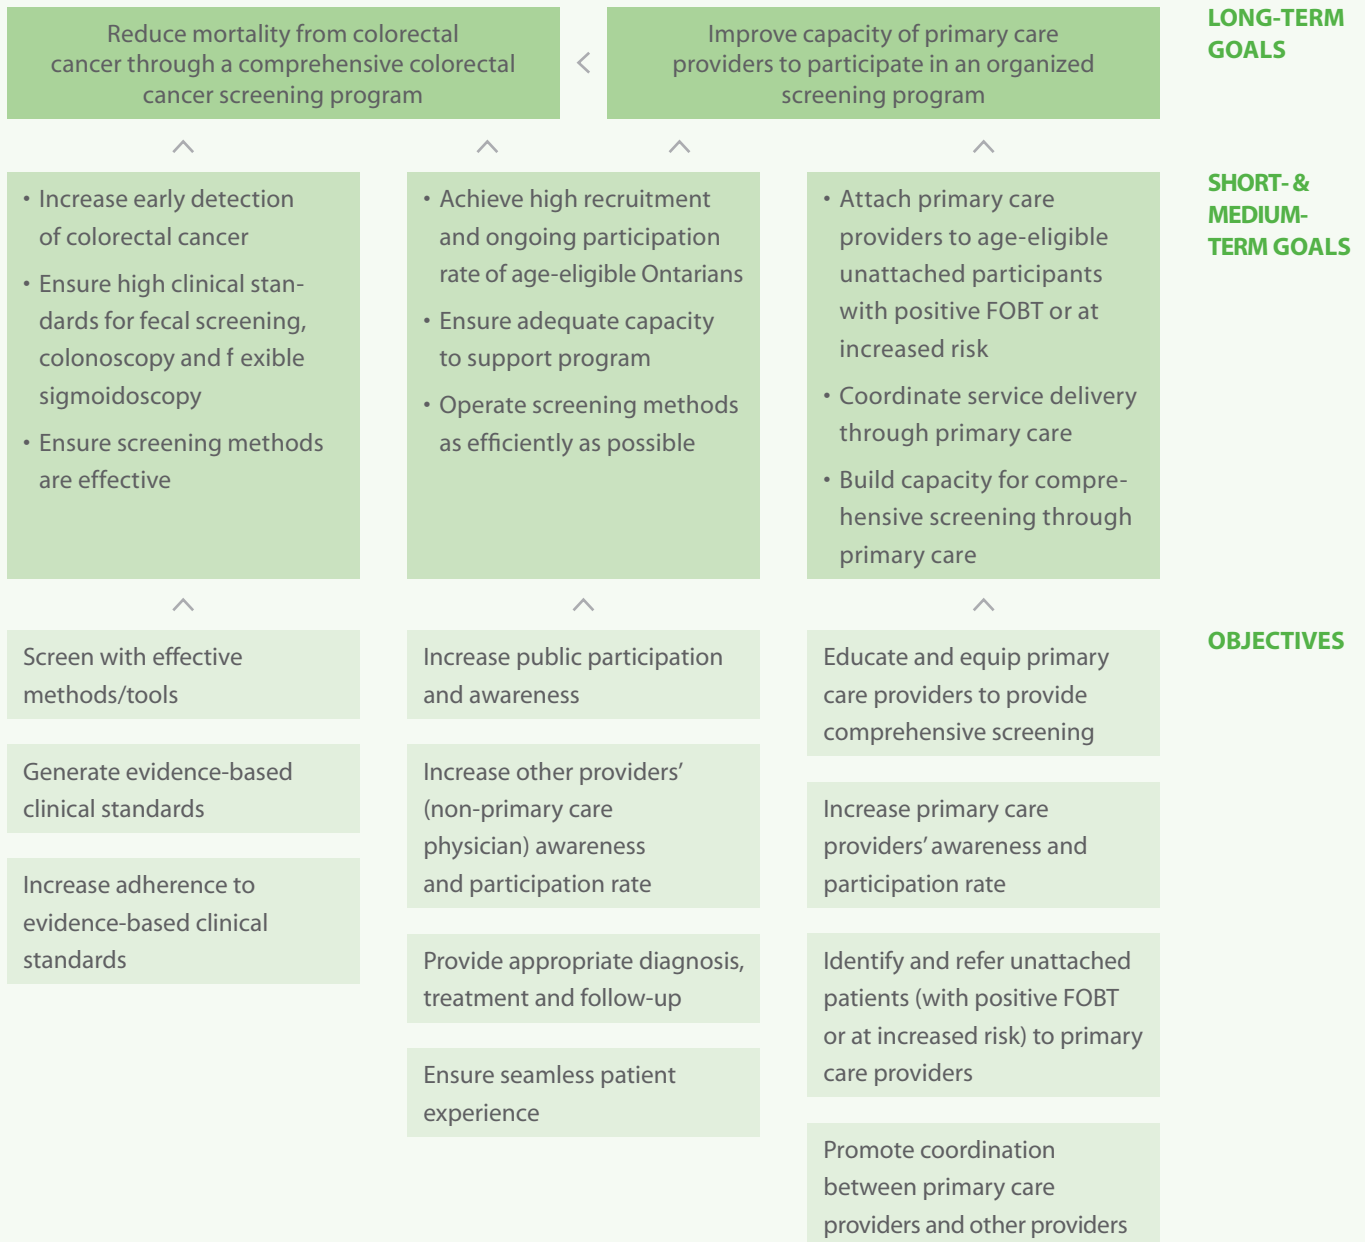 Reduce mortality from colorectal
cancer through a comprehensive colorectal
cancer screening program
<
Improve capacity of primary care
providers to participate in an organized
screening program
LONG-TERM
GOALS
• Increase early detection
of colorectal cancer
• Ensure high clinical stan-
dards for fecal screening,
colonoscopy and f exible
sigmoidoscopy
• Ensure screening methods
are effective
• Achieve high recruitment
and ongoing participation
rate of age-eligible Ontarians
• Ensure adequate capacity
to support program
• Operate screening methods
as efficiently as possible
• Attach primary care
providers to age-eligible
unattached participants
with positive FOBT or at
increased risk
• Coordinate service delivery
through primary care
• Build capacity for compre-
hensive screening through
primary care
SHORT- &
MEDIUM-
TERM GOALS
Screen with effective
methods/tools
Generate evidence-based
clinical standards
Increase adherence to
evidence-based clinical
standards
Increase public participation
and awareness
Increase other providers’
(non-primary care
physician) awareness
and participation rate
Provide appropriate diagnosis,
treatment and follow-up
Ensure seamless patient
experience
Educate and equip primary
care providers to provide
comprehensive screening
Increase primary care
providers’ awareness and
participation rate
Identify and refer unattached
patients (with positive FOBT
or at increased risk) to primary
care providers
Promote coordination
between primary care
providers and other providers
OBJECTIVES